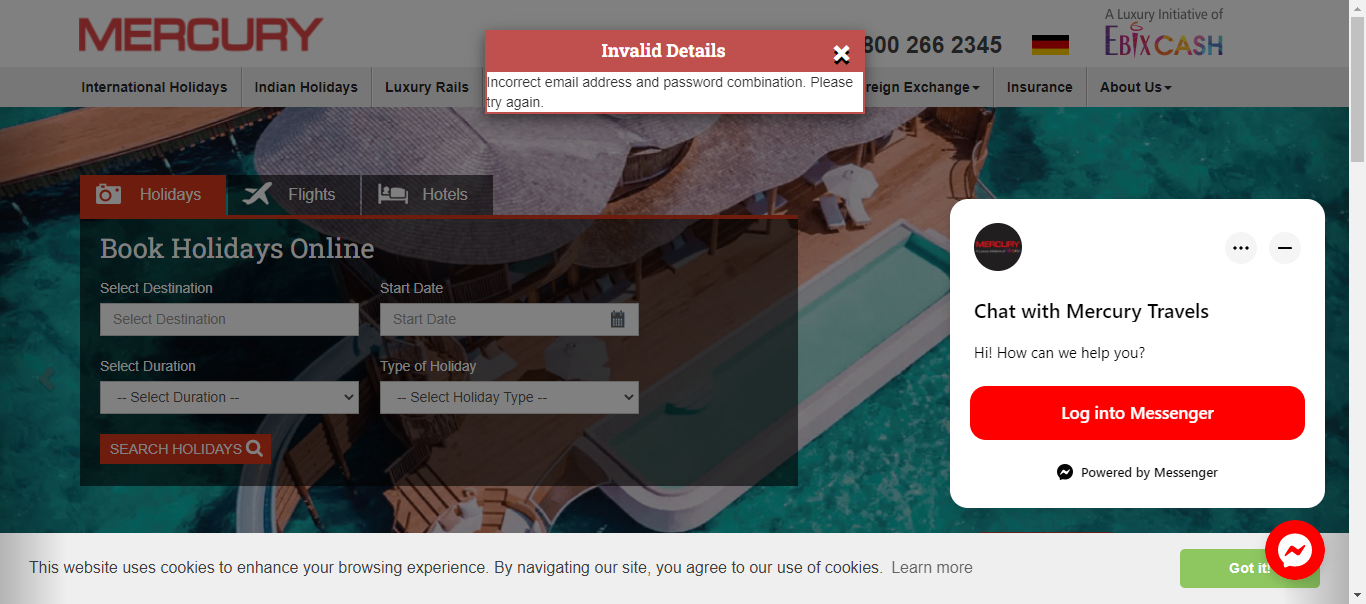 MERCURY
A Luxury Initiative of
EBIXCASH
800 266 2345
Invalid Details
Incorrect email address and password combination. Please
try again.
International Holidays
Indian Holidays
Luxury Rails
reign Exchange
Insurance
About Us
Holidays
Flights
Hotels
Book Holidays Online
Select Destination
Start Date
Select Destination
Start Date
Select Duration
Type of Holiday
-- Select Duration --
-- Select Holiday Type --
SEARCH HOLIDAYS
MERCURY
Chat with Mercury Travels
Hi! How can we help you?
Log into Messenger
Powered by Messenger
This website uses cookies to enhance your browsing experience. By navigating our site, you agree to our use of cookies. Learn more
Got it!